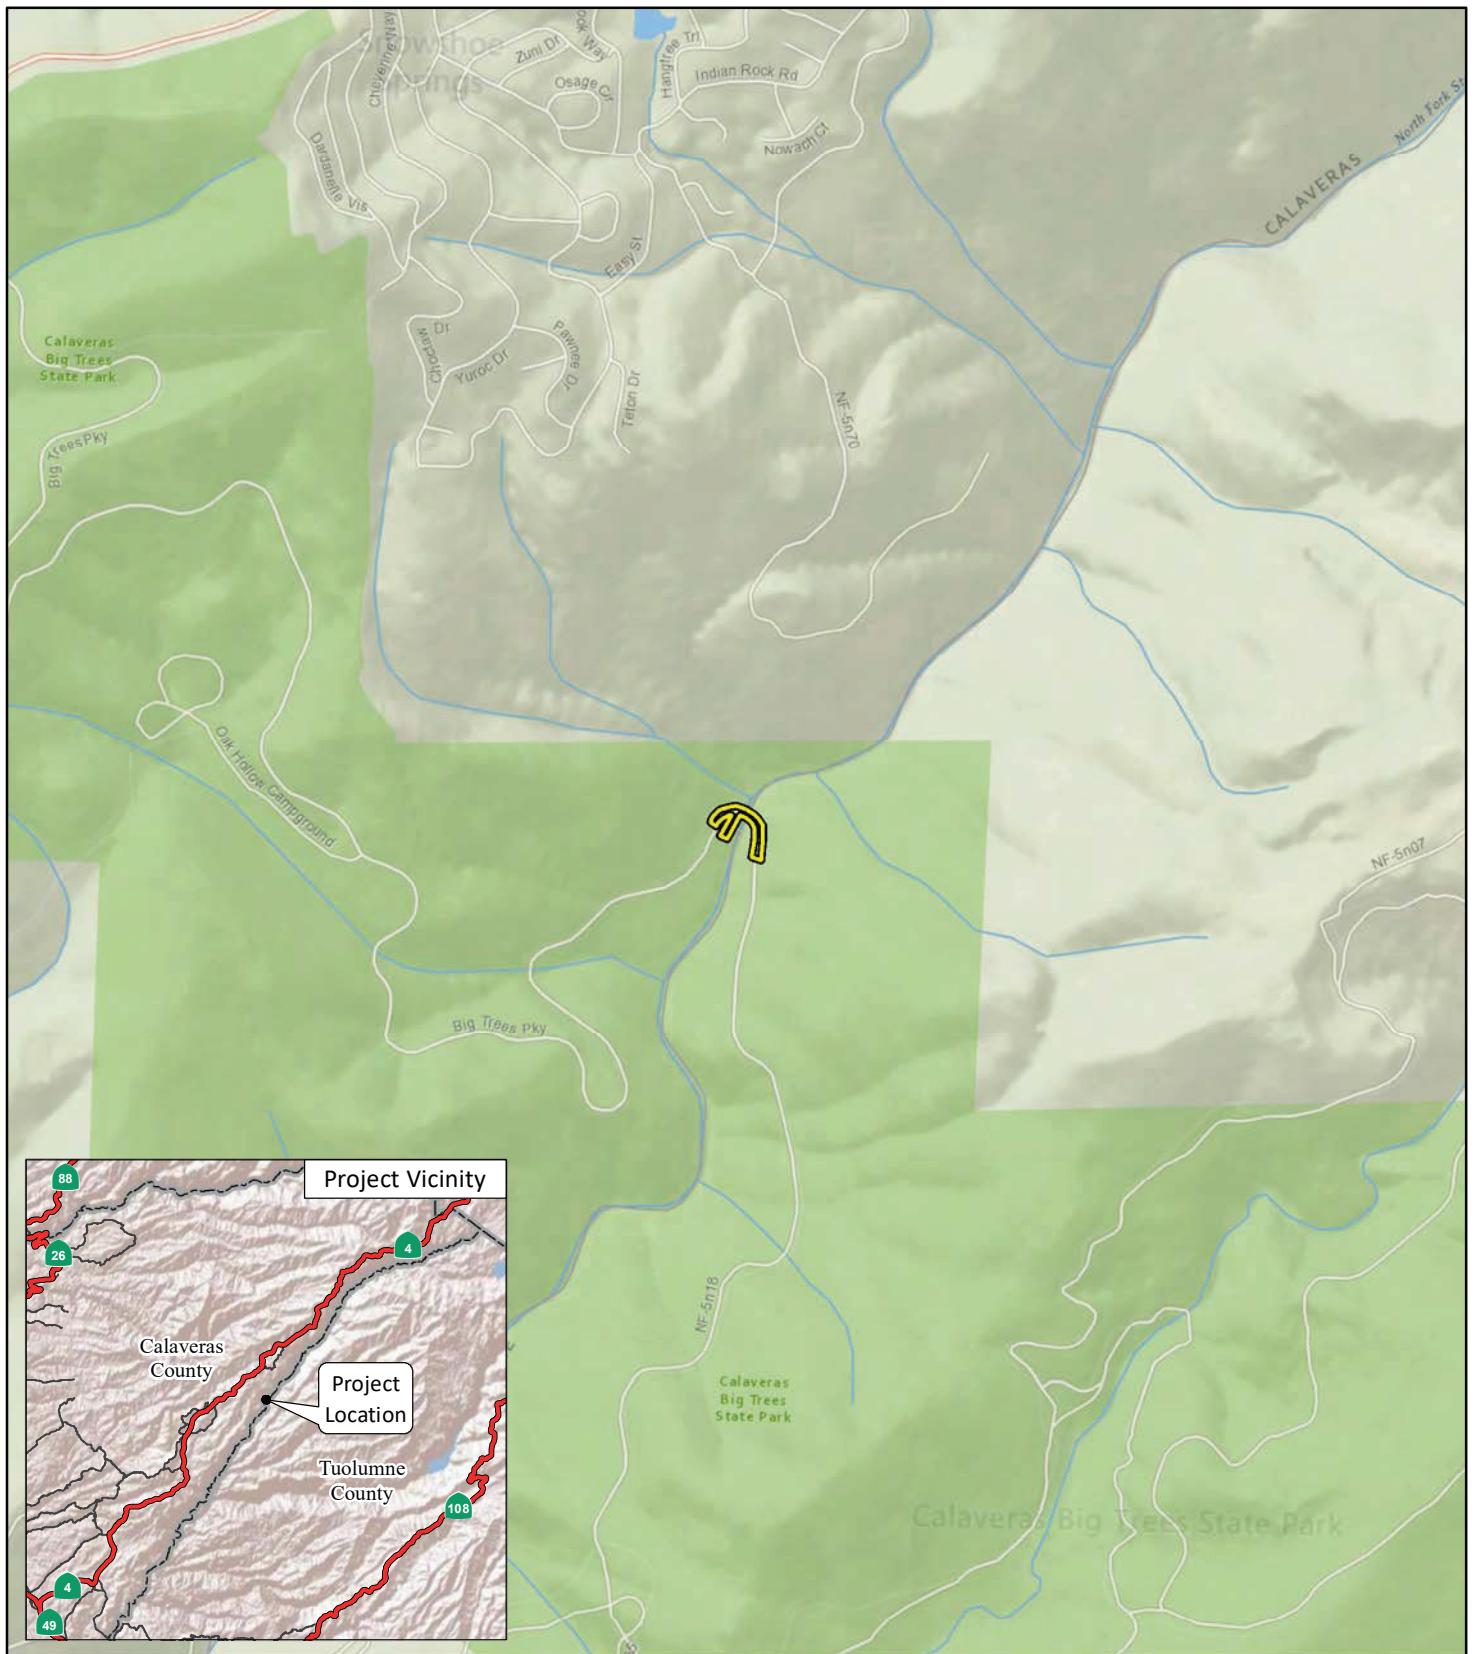 Snowshoe
Springs
Cheyenne Way
Zuni Dr
ook Way
Osage Cir
Hangtree Trl
Indian Rock Rd
Nowach Ct
Dardanelle Vis
North Fork St
CALAVERAS
Easy St
Choctaw Dr
Yuroc Dr
Pawnee Dr
Teton Dr
NF-5n70
Calaveras
Big Trees
State Park
Big Trees Pky
Oak Hollow Campground
NF-5n07
Big Trees Pky
NF-5n18
Calaveras
Big Trees
State Park
Calaveras Big Trees State Park
Project Vicinity
88
26
4
Calaveras
County
Project
Location
Tuolumne
County
108
4
49